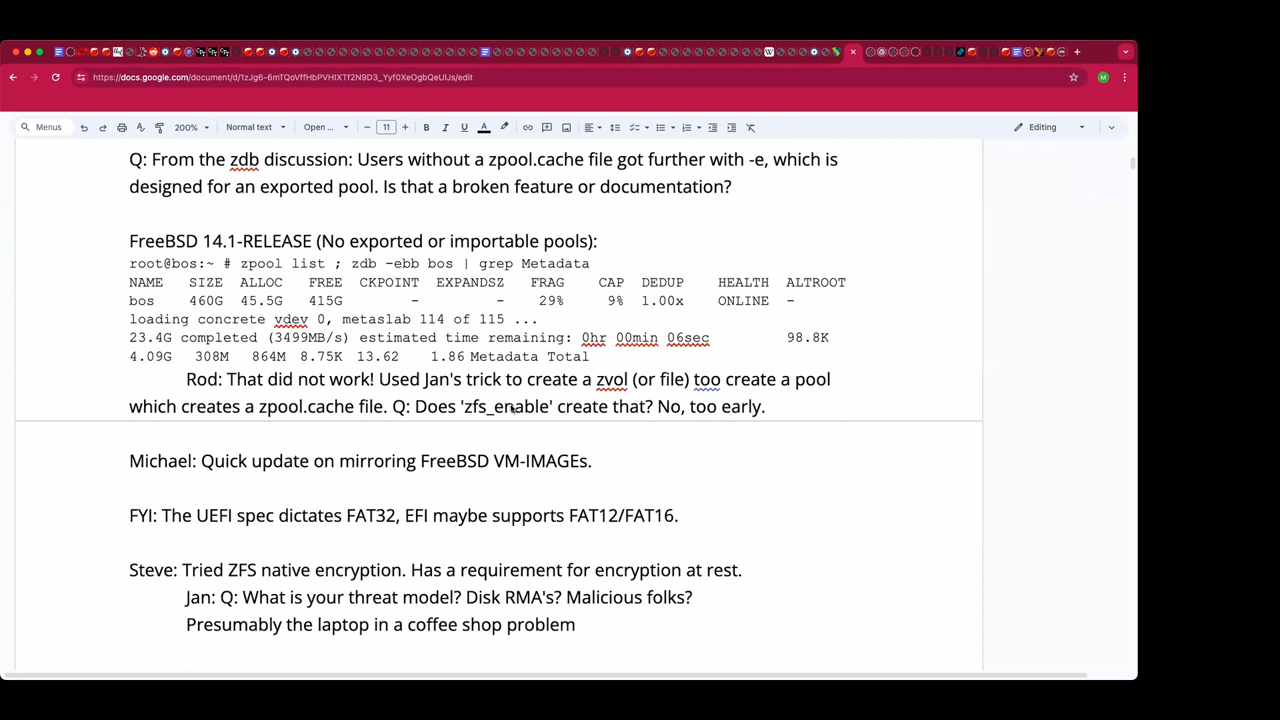 https://docs.google.com/document/d/1zJg6-6mTQoVffHbPVHIXTf2N9D3_Yyf0XeOgbQeUIJs/edit
M
Menus 200% Normal text Open ... 11 B I U A Editing
Q: From the zdb discussion: Users without a zpool.cache file got further with -e, which is
designed for an exported pool. Is that a broken feature or documentation?
FreeBSD 14.1-RELEASE (No exported or importable pools):
root@bos:~ # zpool list ; zdb -ebb bos | grep Metadata
NAME SIZE ALLOC FREE CKPOINT EXPANDSZ FRAG CAP DEDUP HEALTH ALTROOT
bos 460G 45.5G 415G - - 29% 9% 1.00x ONLINE -
loading concrete vdev 0, metaslab 114 of 115 ...
23.4G completed (3499MB/s) estimated time remaining: 0hr 00min 06sec 98.8K
4.09G 308M 864M 8.75K 13.62 1.86 Metadata Total
Rod: That did not work! Used Jan's trick to create a zvol (or file) too create a pool
which creates a zpool.cache file. Q: Does 'zfs_enable' create that? No, too early.
Michael: Quick update on mirroring FreeBSD VM-IMAGEs.
FYI: The UEFI spec dictates FAT32, EFI maybe supports FAT12/FAT16.
Steve: Tried ZFS native encryption. Has a requirement for encryption at rest.
Jan: Q: What is your threat model? Disk RMA's? Malicious folks?
Presumably the laptop in a coffee shop problem